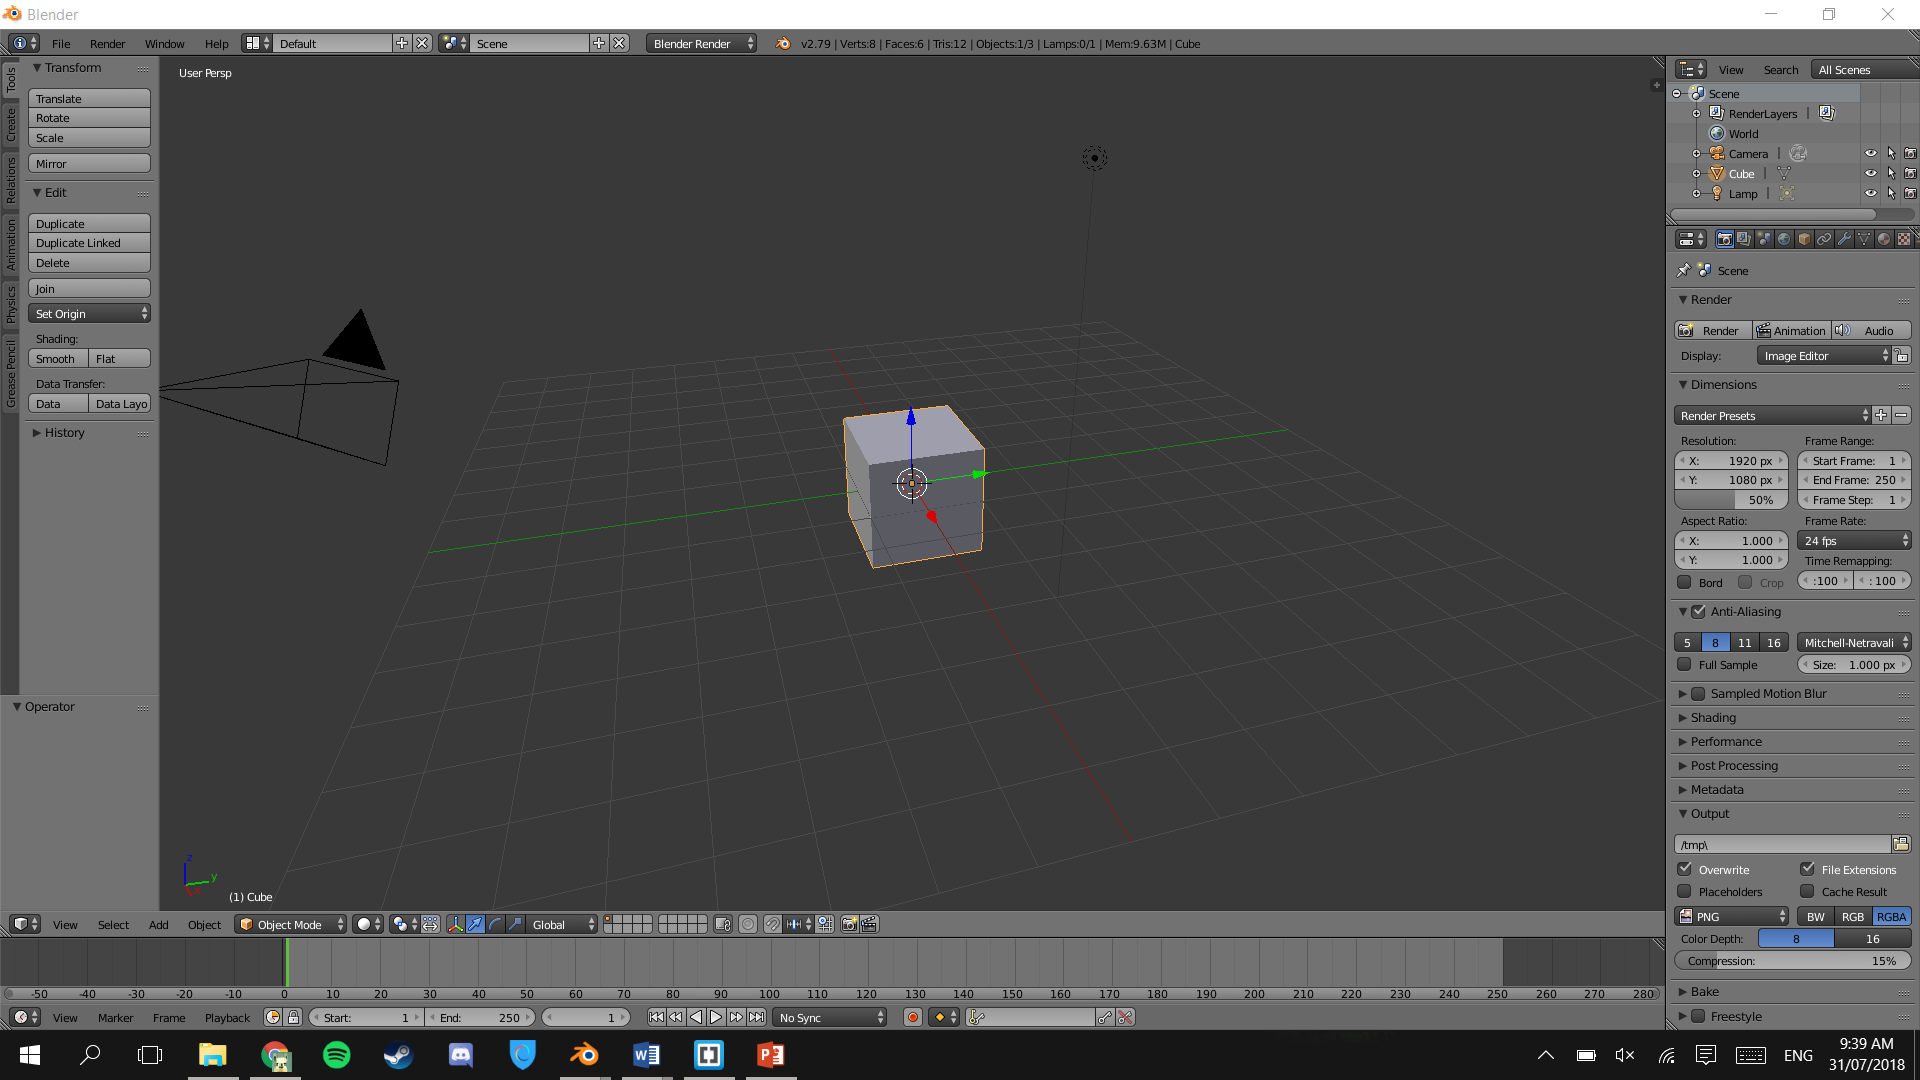 Blender
File Render Window Help Default Scene Blender Render v2.79 | Verts:8 | Faces:6 | Tris:12 | Objects:1/3 | Lamps:0/1 | Mem:9.63M | Cube
Tools
Create
Relations
Animation
Physics
Grease Pencil
Transform
Translate
Rotate
Scale
Mirror
Edit
Duplicate
Duplicate Linked
Delete
Join
Set Origin
Shading:
Smooth Flat
Data Transfer:
Data Data Layo
History
Operator
User Persp
z
y
(1) Cube
View Select Add Object Object Mode Global
View Search All Scenes
Scene
RenderLayers |
World
Camera |
Cube |
Lamp |
Scene
Render
Render Animation Audio
Display: Image Editor
Dimensions
Render Presets
Resolution: Frame Range:
X: 1920 px Start Frame: 1
Y: 1080 px End Frame: 250
50% Frame Step: 1
Aspect Ratio: Frame Rate:
X: 1.000 24 fps
Y: 1.000 Time Remapping:
Bord Crop :100 : 100
Anti-Aliasing
5 8 11 16 Mitchell-Netravali
Full Sample Size: 1.000 px
Sampled Motion Blur
Shading
Performance
Post Processing
Metadata
Output
/tmp\
Overwrite File Extensions
Placeholders Cache Result
PNG BW RGB RGBA
Color Depth: 8 16
Compression: 15%
Bake
Freestyle
-50 -40 -30 -20 -10 0 10 20 30 40 50 60 70 80 90 100 110 120 130 140 150 160 170 180 190 200 210 220 230 240 250 260 270 280
View Marker Frame Playback Start: 1 End: 250 1 No Sync
ENG
9:39 AM
31/07/2018